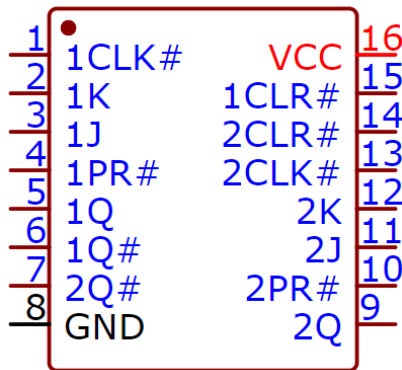 1 1CLK# VCC 16
2 1K 1CLR# 15
3 1J 2CLR# 14
4 1PR# 2CLK# 13
5 1Q 2K 12
6 1Q# 2J 11
7 2Q# 2PR# 10
8 GND 2Q 9